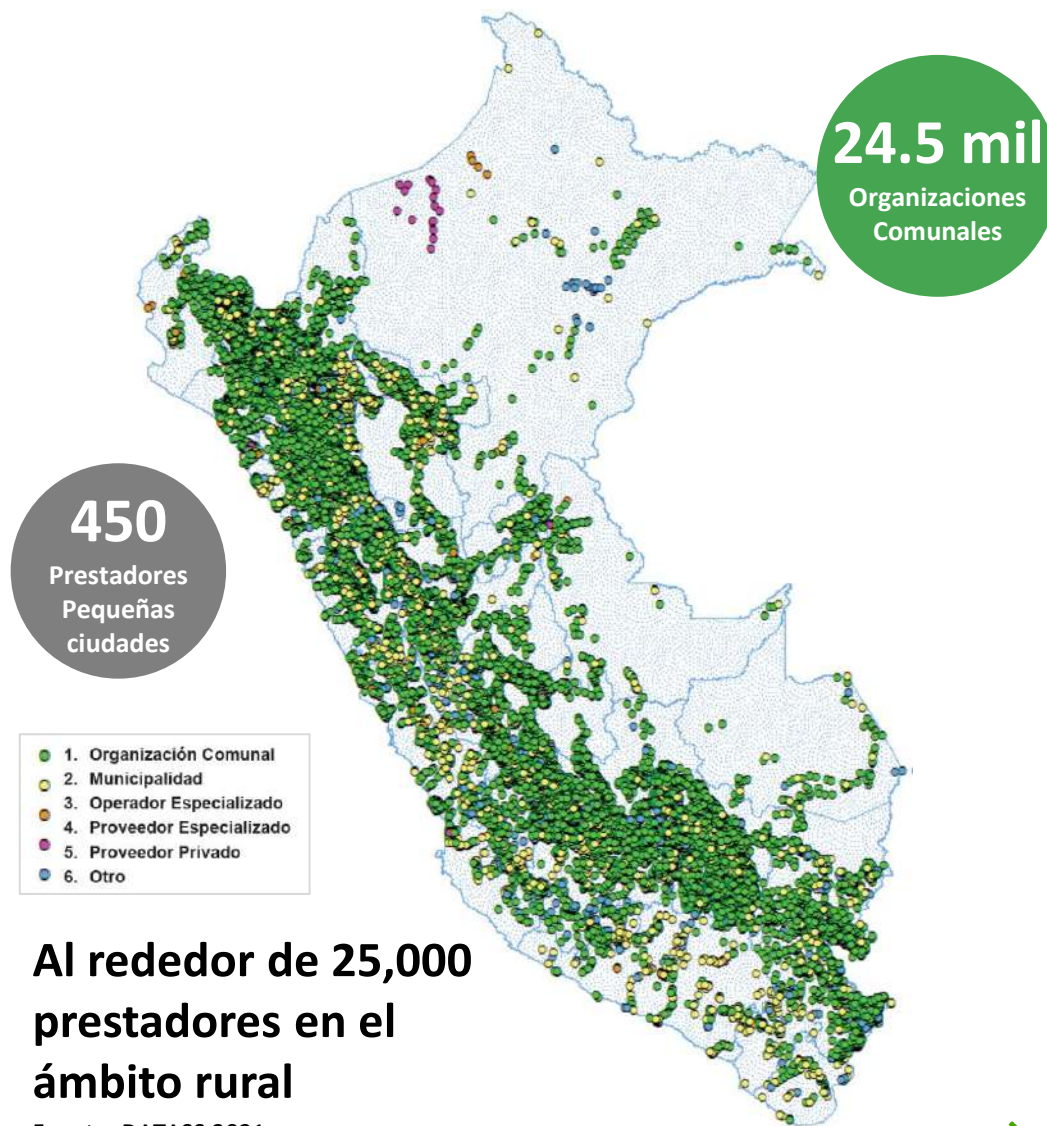 24.5 mil
Organizaciones
Comunales
450
Prestadores
Pequeñas
ciudades
1. Organización Comunal
2. Municipalidad
3. Operador Especializado
4. Proveedor Especializado
5. Proveedor Privado
6. Otro
Al rededor de 25,000
prestadores en el
ámbito rural